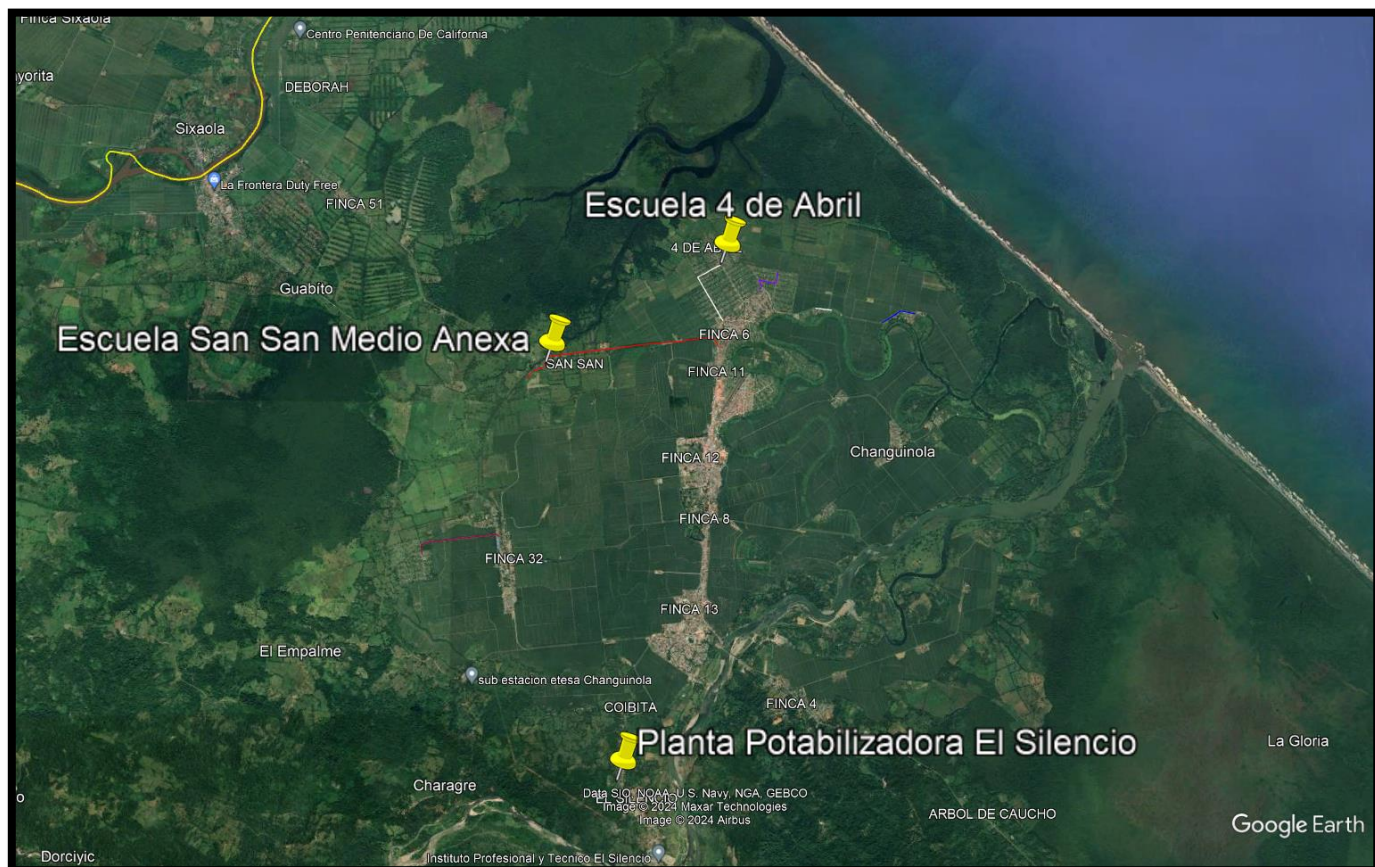 Finca Sixaola
Centro Penitenciario De California
yorita
DEBORAH
Sixaola
La Frontera Duty Free
FINCA 51
Escuela 4 de Abril
4 DE AB
Guabito
Escuela San San Medio Anexa
FINCA 6
SAN SAN
FINCA 11
Changuinola
FINCA 12
FINCA 8
FINCA 32
FINCA 13
El Empalme
sub estacion etesa Changuinola
COIBITA
FINCA 4
Planta Potabilizadora El Silencio
La Gloria
Charagre
Data SIO, NOAA, U.S. Navy, NGA, GEBCO
EL SILENCIO
Image © 2024 Maxar Technologies
Image © 2024 Airbus
ARBOL DE CAUCHO
Google Earth
o
Dorciyic
Instituto Profesional y Tecnico El Silencio